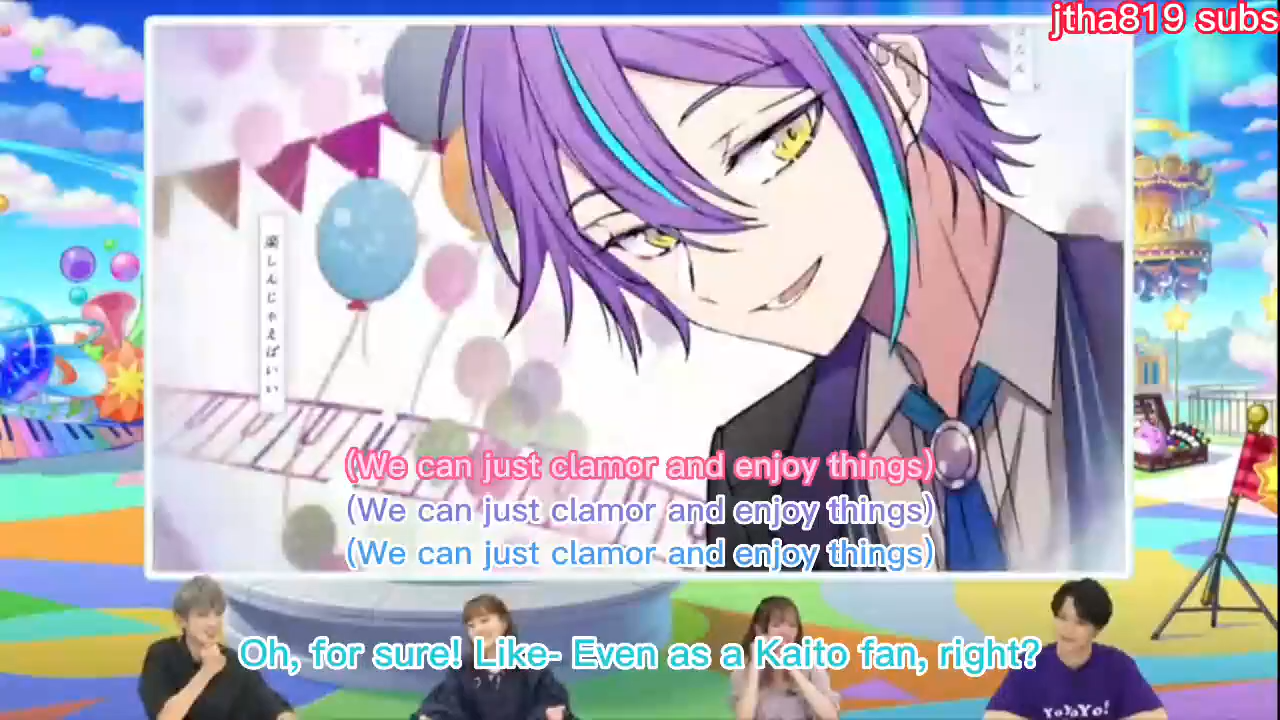 jtha819 subs
楽しんじゃえばいい
(We can just clamor and enjoy things)
(We can just clamor and enjoy things)
(We can just clamor and enjoy things)
Oh, for sure! Like- Even as a Kaito fan, right?
YoYoYo!